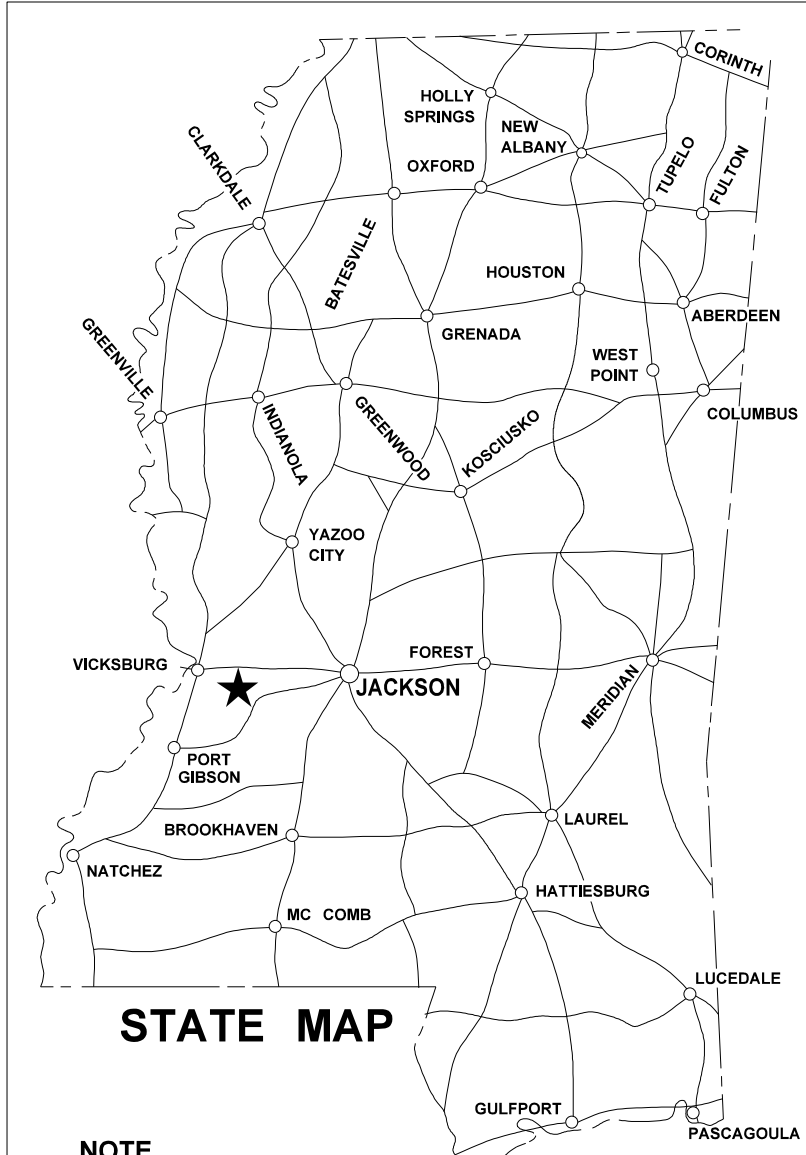 CORINTH
HOLLY
SPRINGS
NEW
ALBANY
CLARKDALE
OXFORD
TUPELO
FULTON
BATESVILLE
HOUSTON
ABERDEEN
GRENADA
GREENVILLE
WEST
POINT
COLUMBUS
INDIANOLA
GREENWOOD
KOSCIUSKO
YAZOO
CITY
VICKSBURG
FOREST
JACKSON
MERIDIAN
PORT
GIBSON
BROOKHAVEN
LAUREL
NATCHEZ
HATTIESBURG
MC COMB
LUCEDALE
STATE MAP
GULFPORT
PASCAGOULA
NOTE